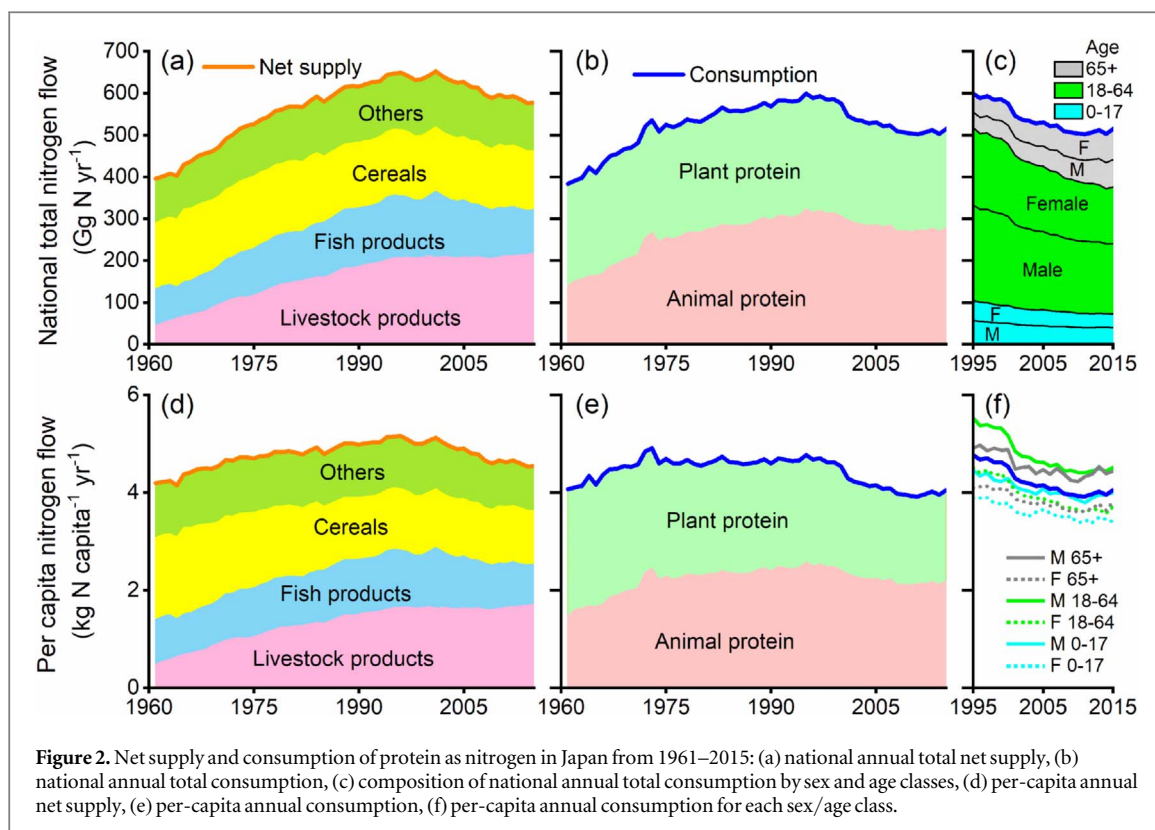 700
600
500
400
300
200
100
0
National total nitrogen flow
(Gg N yr⁻¹)
(a)
Net supply
Others
Cereals
Fish products
Livestock products
1960 1975 1990 2005
(b)
Consumption
Plant protein
Animal protein
1960 1975 1990 2005
(c)
Age
65+
18-64
0-17
F
M
Female
Male
F
M
1995 2005 2015
6
4
2
0
Per capita nitrogen flow
(kg N capita⁻¹ yr⁻¹)
(d)
Others
Cereals
Fish products
Livestock products
1960 1975 1990 2005
(e)
Plant protein
Animal protein
1960 1975 1990 2005
(f)
M 65+
F 65+
M 18-64
F 18-64
M 0-17
F 0-17
1995 2005 2015
Figure 2. Net supply and consumption of protein as nitrogen in Japan from 1961–2015: (a) national annual total net supply, (b)
national annual total consumption, (c) composition of national annual total consumption by sex and age classes, (d) per-capita annual
net supply, (e) per-capita annual consumption, (f) per-capita annual consumption for each sex/age class.